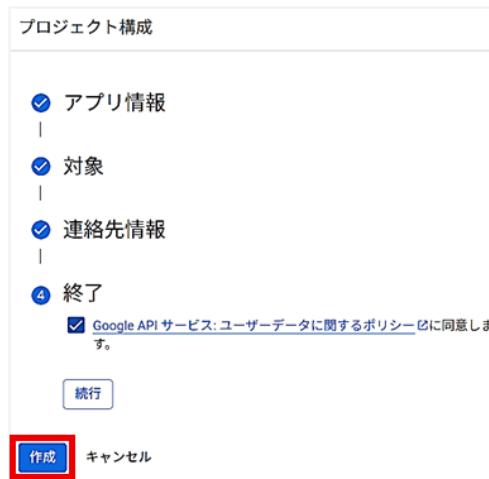 プロジェクト構成
アプリ情報
対象
連絡先情報
4 終了
Google API サービス: ユーザーデータに関するポリシーに同意しま
す。
続行
作成 キャンセル